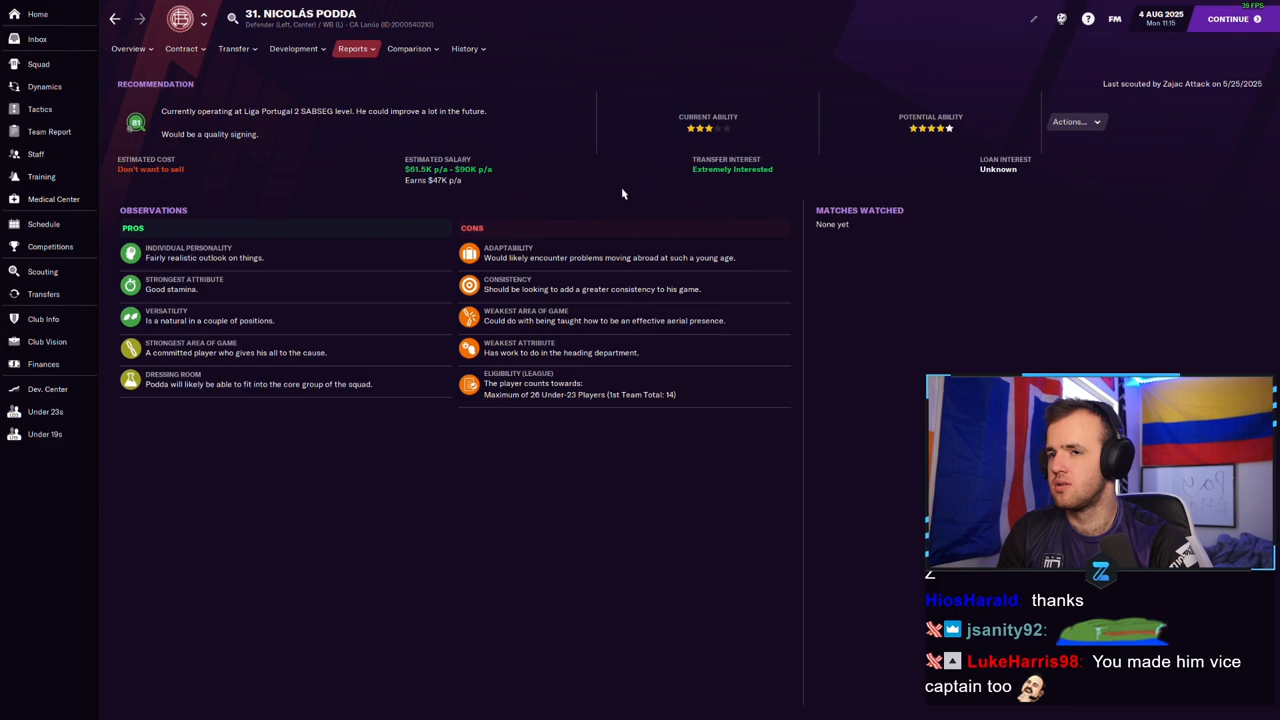 39 FPS
Home
Inbox
Squad
Dynamics
Tactics
Team Report
Staff
Training
Medical Center
Schedule
Competitions
Scouting
Transfers
Club Info
Club Vision
Finances
Dev. Center
Under 23s
Under 19s
31. NICOLÁS PODDA
Defender (Left, Center) / WB (L) - CA Lanús (ID:2000540210)
FM
4 AUG 2025
Mon 11:15
CONTINUE
Overview
Contract
Transfer
Development
Reports
Comparison
History
RECOMMENDATION
Last scouted by Zajac Attack on 5/25/2025
81
Currently operating at Liga Portugal 2 SABSEG level. He could improve a lot in the future.
Would be a quality signing.
CURRENT ABILITY
POTENTIAL ABILITY
Actions...
ESTIMATED COST
Don't want to sell
ESTIMATED SALARY
$61.5K p/a - $90K p/a
Earns $47K p/a
TRANSFER INTEREST
Extremely Interested
LOAN INTEREST
Unknown
OBSERVATIONS
PROS
INDIVIDUAL PERSONALITY
Fairly realistic outlook on things.
STRONGEST ATTRIBUTE
Good stamina.
VERSATILITY
Is a natural in a couple of positions.
STRONGEST AREA OF GAME
A committed player who gives his all to the cause.
DRESSING ROOM
Podda will likely be able to fit into the core group of the squad.
CONS
ADAPTABILITY
Would likely encounter problems moving abroad at such a young age.
CONSISTENCY
Should be looking to add a greater consistency to his game.
WEAKEST AREA OF GAME
Could do with being taught how to be an effective aerial presence.
WEAKEST ATTRIBUTE
Has work to do in the heading department.
ELIGIBILITY (LEAGUE)
The player counts towards:
Maximum of 26 Under-23 Players (1st Team Total: 14)
MATCHES WATCHED
None yet
Z
HiosHarald: thanks
jsanity92:
LukeHarris98: You made him vice
captain too